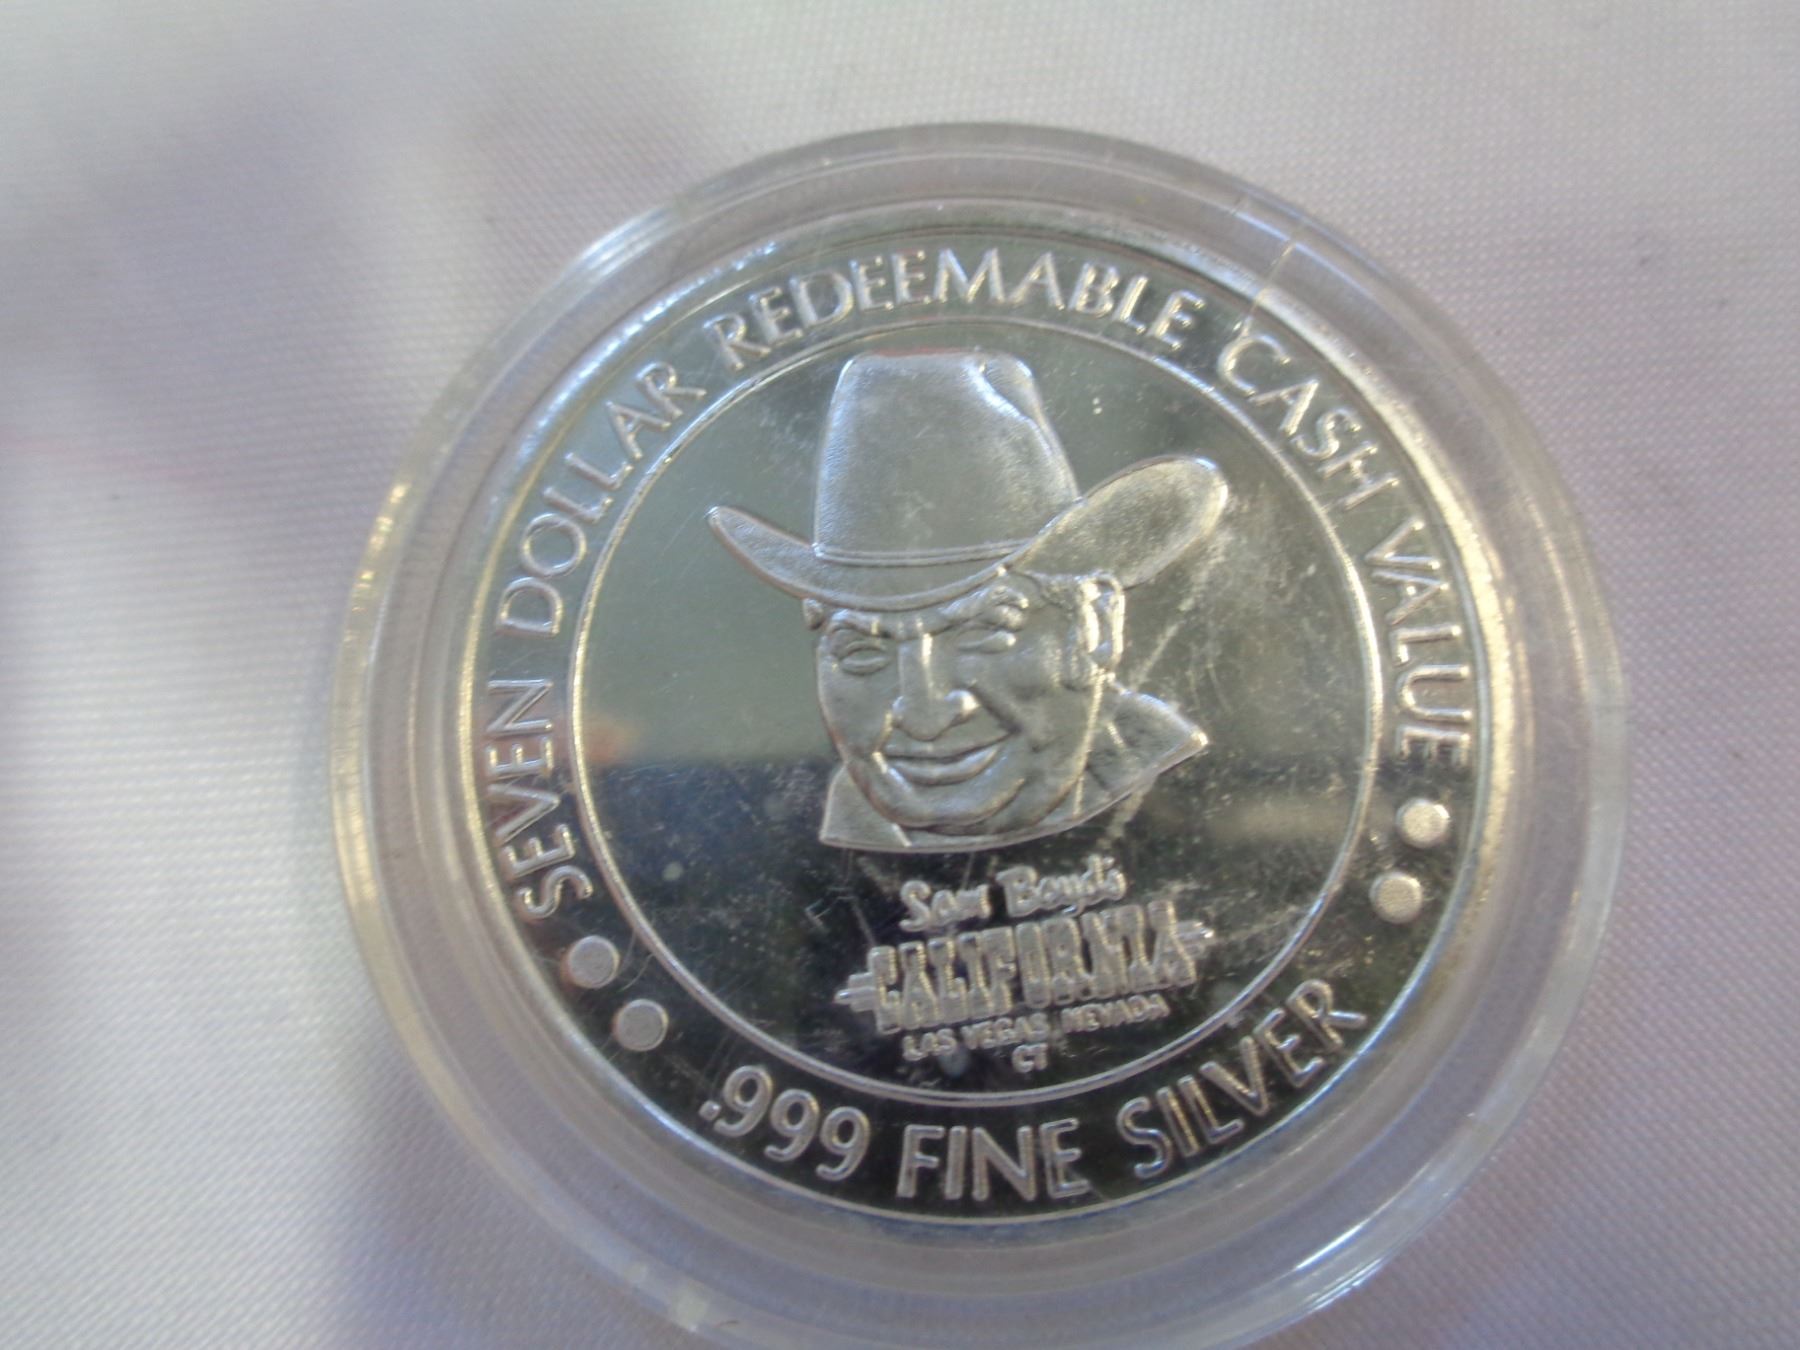 SEVEN DOLLAR REDEEMABLE CASH VALUE
Sam Boyd's
CALIFORNIA
LAS VEGAS, NEVADA
CT
.999 FINE SILVER